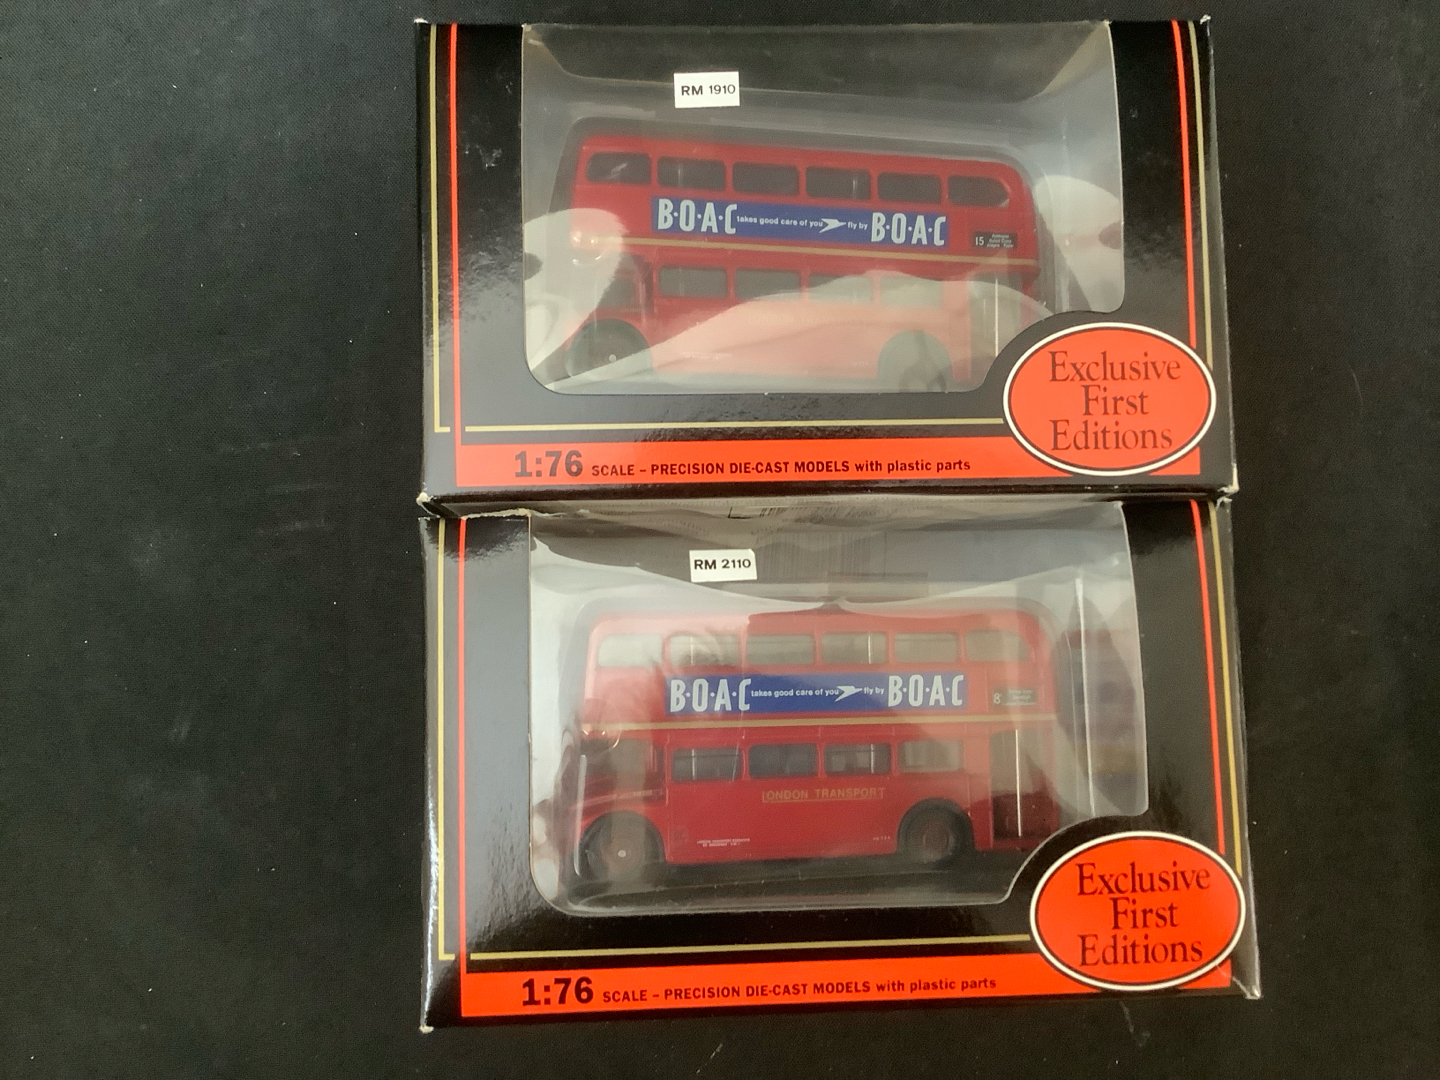 RM 1910
B·O·A·C takes good care of you fly by B·O·A·C
15
Exclusive
First
Editions
1:76 SCALE – PRECISION DIE-CAST MODELS with plastic parts
RM 2110
B·O·A·C takes good care of you fly by B·O·A·C
8
LONDON TRANSPORT
Exclusive
First
Editions
1:76 SCALE – PRECISION DIE-CAST MODELS with plastic parts